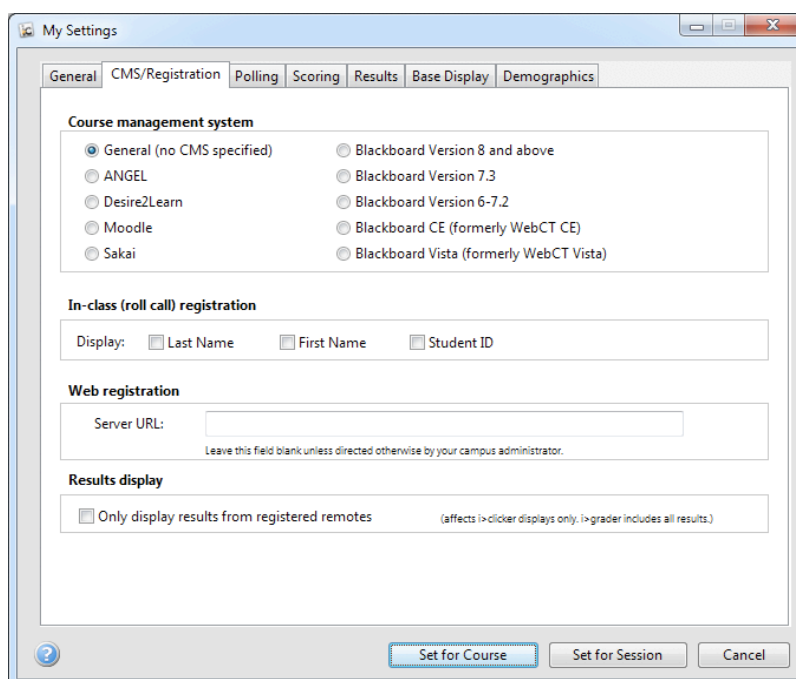 My Settings
General CMS/Registration Polling Scoring Results Base Display Demographics
Course management system
General (no CMS specified) Blackboard Version 8 and above
ANGEL Blackboard Version 7.3
Desire2Learn Blackboard Version 6-7.2
Moodle Blackboard CE (formerly WebCT CE)
Sakai Blackboard Vista (formerly WebCT Vista)
In-class (roll call) registration
Display: Last Name First Name Student ID
Web registration
Server URL:
Leave this field blank unless directed otherwise by your campus administrator.
Results display
Only display results from registered remotes (affects i>clicker displays only. i>grader includes all results.)
? Set for Course Set for Session Cancel